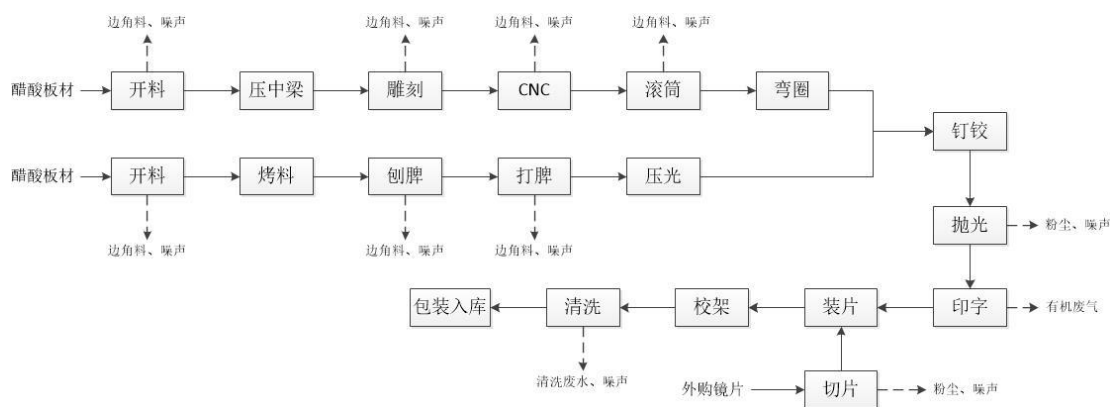 边角料、噪声
边角料、噪声
边角料、噪声
边角料、噪声
醋酸板材
开料
压中梁
雕刻
CNC
滚筒
弯圈
钉铰
醋酸板材
开料
烤料
刨脾
打脾
压光
边角料、噪声
边角料、噪声
边角料、噪声
抛光
粉尘、噪声
包装入库
清洗
校架
装片
印字
有机废气
清洗废水、噪声
外购镜片
切片
粉尘、噪声